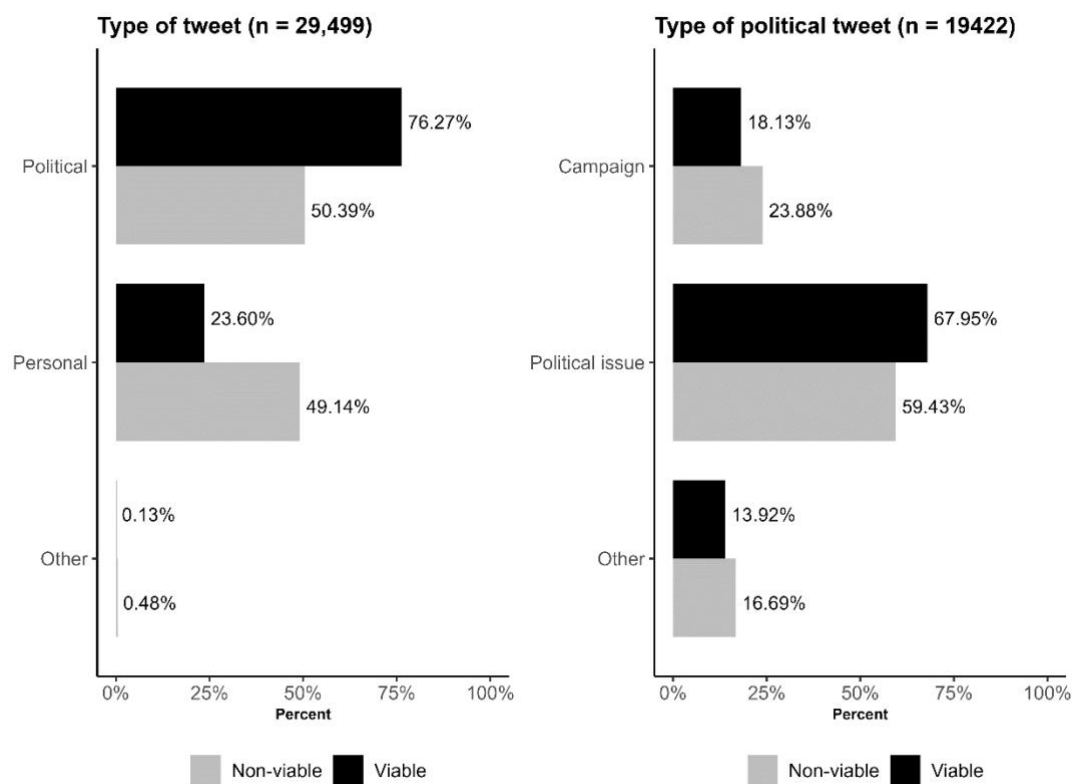 Type of tweet (n = 29,499)
Political
76.27%
50.39%
Personal
23.60%
49.14%
Other
0.13%
0.48%
0%
25%
50%
75%
100%
Percent
Non-viable
Viable
Type of political tweet (n = 19422)
Campaign
18.13%
23.88%
Political issue
67.95%
59.43%
Other
13.92%
16.69%
0%
25%
50%
75%
100%
Percent
Non-viable
Viable